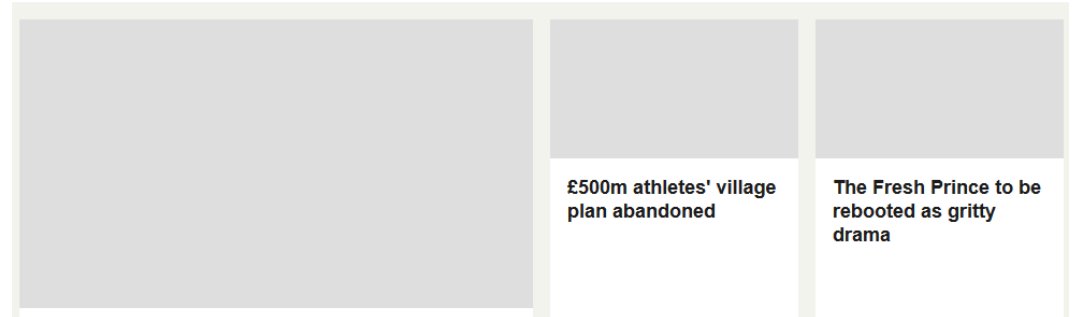 £500m athletes' village
plan abandoned
The Fresh Prince to be
rebooted as gritty
drama